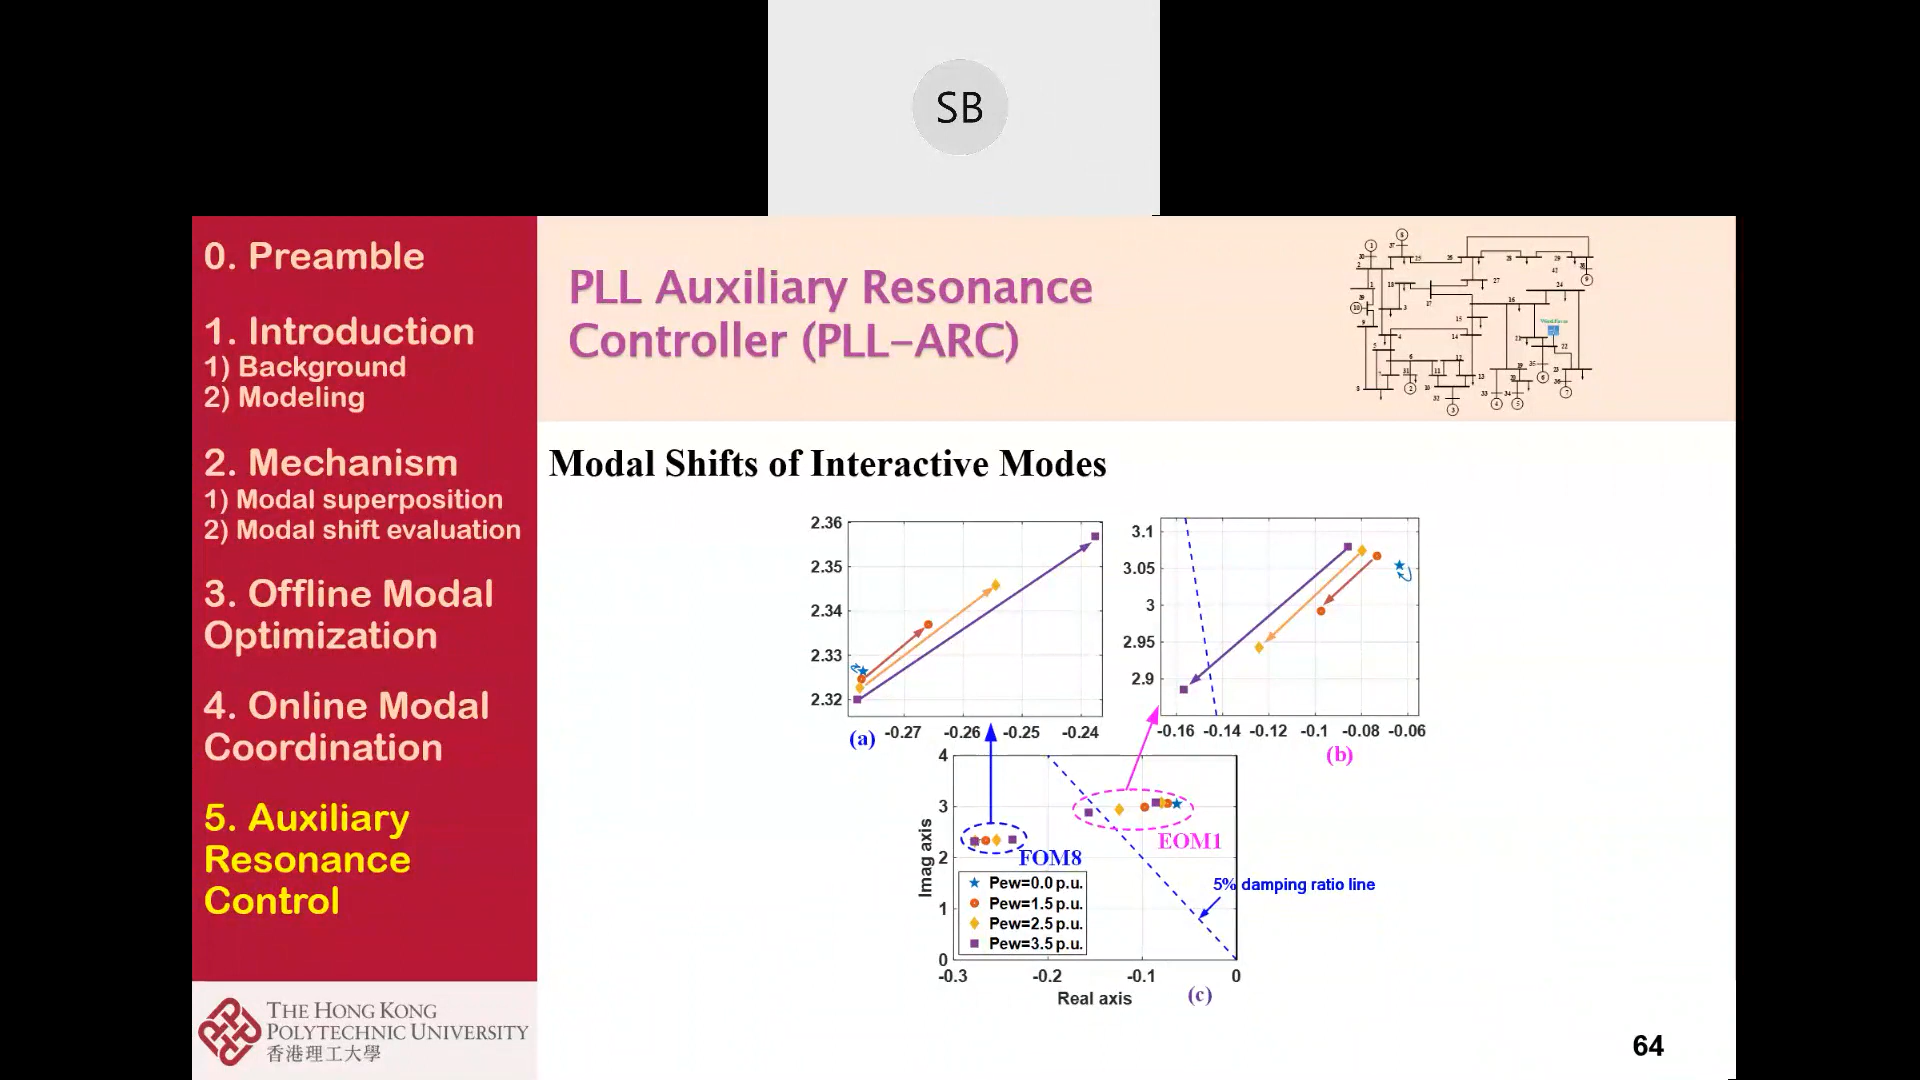 SB
0. Preamble
1. Introduction
1) Background
2) Modeling
2. Mechanism
1) Modal superposition
2) Modal shift evaluation
3. Offline Modal
Optimization
4. Online Modal
Coordination
5. Auxiliary
Resonance
Control
THE HONG KONG
POLYTECHNIC UNIVERSITY
香港理工大學
PLL Auxiliary Resonance
Controller (PLL-ARC)
Modal Shifts of Interactive Modes
2.36
2.35
2.34
2.33
2.32
(a)
-0.27 -0.26 -0.25 -0.24
3.1
3.05
3
2.95
2.9
-0.16 -0.14 -0.12 -0.1 -0.08 -0.06
(b)
4
3
2
1
0
Imag axis
FOM8
EOM1
Pew=0.0 p.u.
Pew=1.5 p.u.
Pew=2.5 p.u.
Pew=3.5 p.u.
5% damping ratio line
-0.3 -0.2 -0.1 0
Real axis
(c)
64